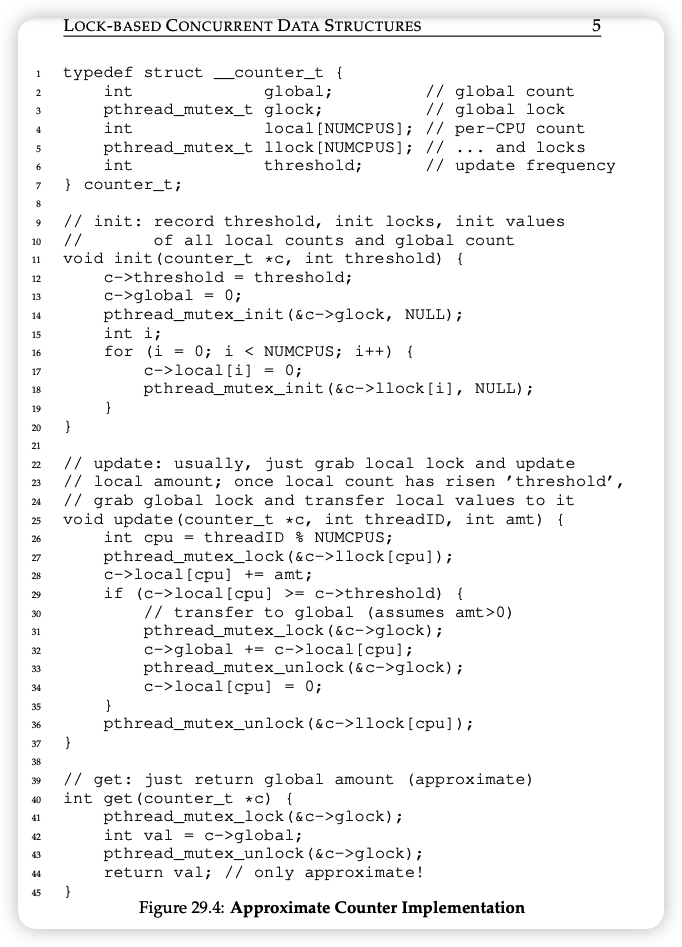 LOCK-BASED CONCURRENT DATA STRUCTURES 5
1 typedef struct __counter_t {
2     int             global;         // global count
3     pthread_mutex_t glock;          // global lock
4     int             local[NUMCPUS]; // per-CPU count
5     pthread_mutex_t llock[NUMCPUS]; // ... and locks
6     int             threshold;      // update frequency
7 } counter_t;
8
9 // init: record threshold, init locks, init values
10 //       of all local counts and global count
11 void init(counter_t *c, int threshold) {
12     c->threshold = threshold;
13     c->global = 0;
14     pthread_mutex_init(&c->glock, NULL);
15     int i;
16     for (i = 0; i < NUMCPUS; i++) {
17         c->local[i] = 0;
18         pthread_mutex_init(&c->llock[i], NULL);
19     }
20 }
21
22 // update: usually, just grab local lock and update
23 // local amount; once local count has risen ’threshold’,
24 // grab global lock and transfer local values to it
25 void update(counter_t *c, int threadID, int amt) {
26     int cpu = threadID % NUMCPUS;
27     pthread_mutex_lock(&c->llock[cpu]);
28     c->local[cpu] += amt;
29     if (c->local[cpu] >= c->threshold) {
30         // transfer to global (assumes amt>0)
31         pthread_mutex_lock(&c->glock);
32         c->global += c->local[cpu];
33         pthread_mutex_unlock(&c->glock);
34         c->local[cpu] = 0;
35     }
36     pthread_mutex_unlock(&c->llock[cpu]);
37 }
38
39 // get: just return global amount (approximate)
40 int get(counter_t *c) {
41     pthread_mutex_lock(&c->glock);
42     int val = c->global;
43     pthread_mutex_unlock(&c->glock);
44     return val; // only approximate!
45 }
Figure 29.4: Approximate Counter Implementation